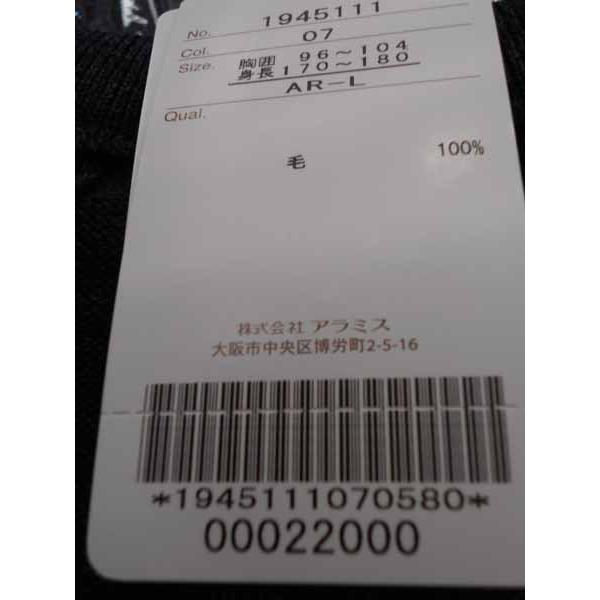 No. 1945111
Col. 07
Size. 胸囲 96～104
身長 170～180
AR-L
Qual.
毛 100%
株式会社 アラミス
大阪市中央区博労町2-5-16
*1945111070580*
00022000